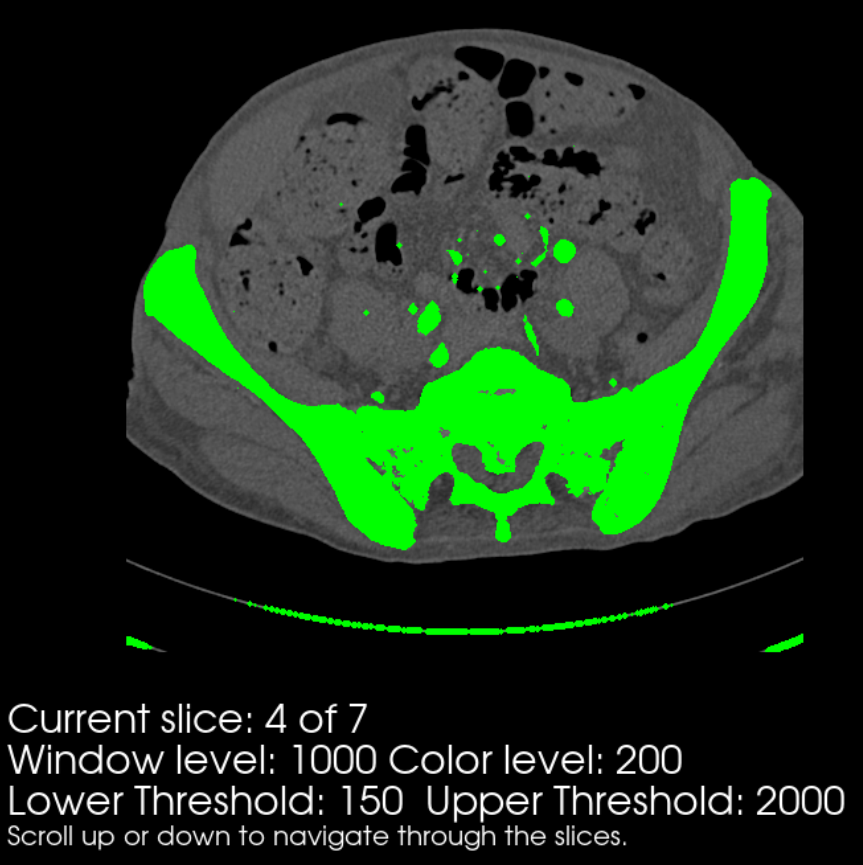 Current slice: 4 of 7
Window level: 1000 Color level: 200
Lower Threshold: 150  Upper Threshold: 2000
Scroll up or down to navigate through the slices.